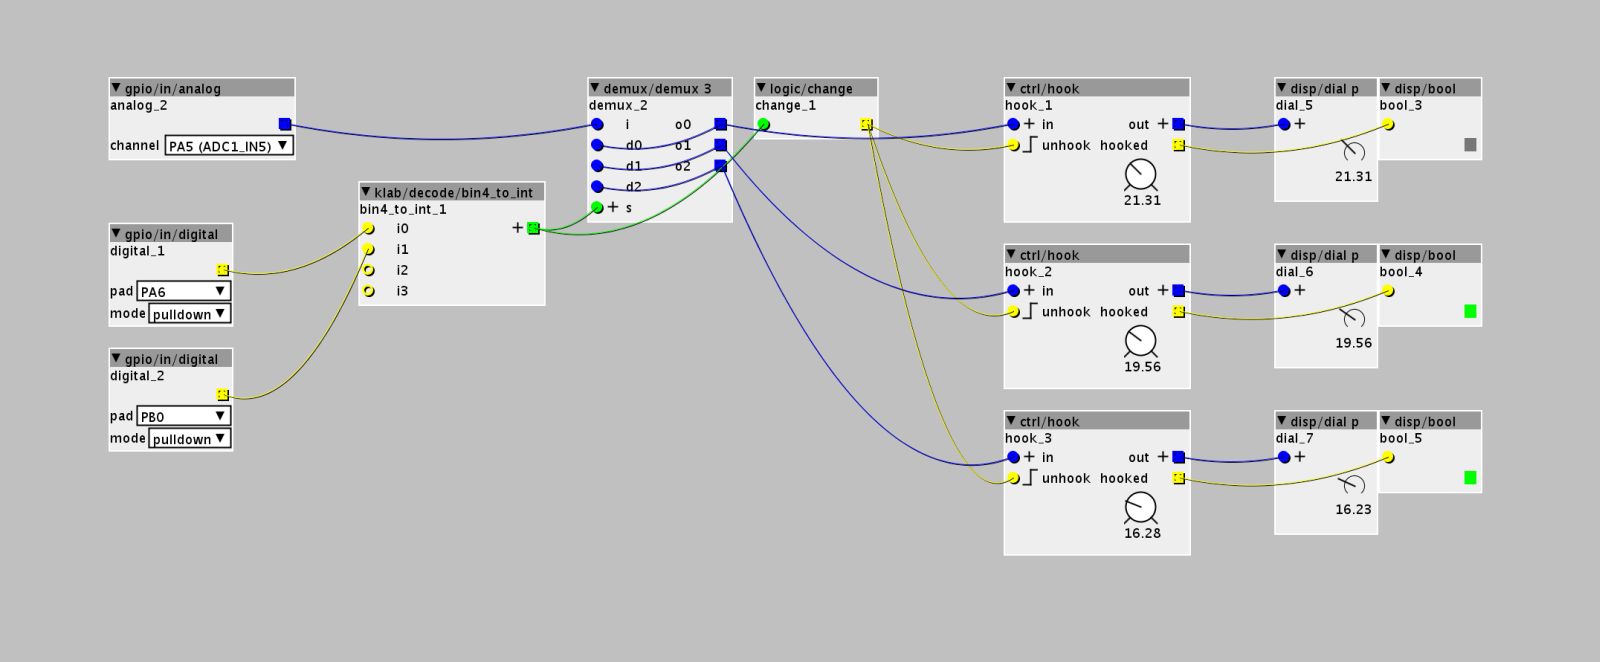 gpio/in/analog
analog_2
channel PA5 (ADC1_IN5)
gpio/in/digital
digital_1
pad PA6
mode pulldown
gpio/in/digital
digital_2
pad PB0
mode pulldown
klab/decode/bin4_to_int
bin4_to_int_1
i0 +
i1
i2
i3
demux/demux 3
demux_2
i o0
d0 o1
d1 o2
d2
+ s
logic/change
change_1
ctrl/hook
hook_1
+ in out +
unhook hooked
21.31
disp/dial p
dial_5
+
21.31
disp/bool
bool_3
ctrl/hook
hook_2
+ in out +
unhook hooked
19.56
disp/dial p
dial_6
+
19.56
disp/bool
bool_4
ctrl/hook
hook_3
+ in out +
unhook hooked
16.28
disp/dial p
dial_7
+
16.23
disp/bool
bool_5